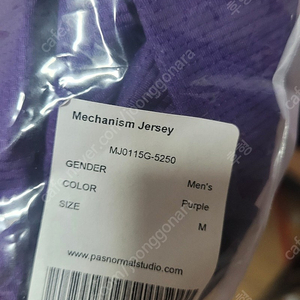 Mechanism Jersey
MJ0115G-5250
GENDER Men's
COLOR Purple
SIZE M
www.pasnormalstudio.com